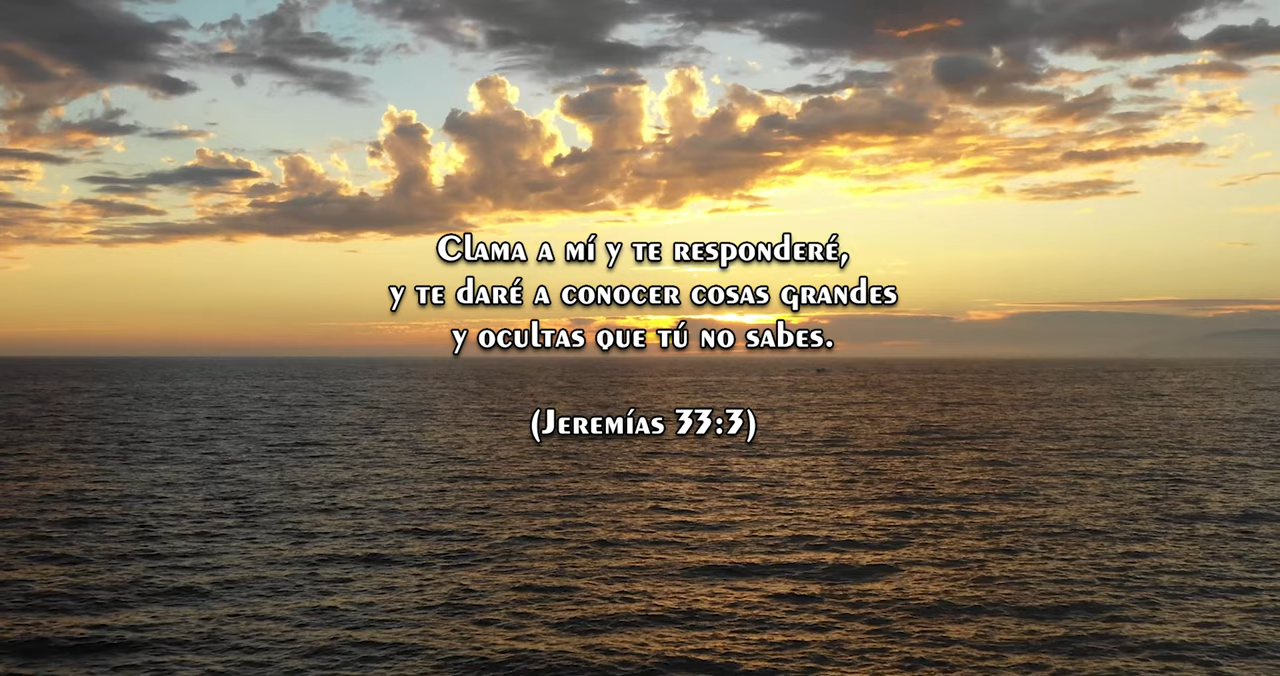 Clama a mí y te responderé,
y te daré a conocer cosas grandes
y ocultas que tú no sabes.
(Jeremías 33:3)